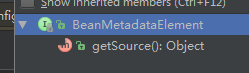 Show inherited members (Ctrl+F12)
BeanMetadataElement
getSource(): Object